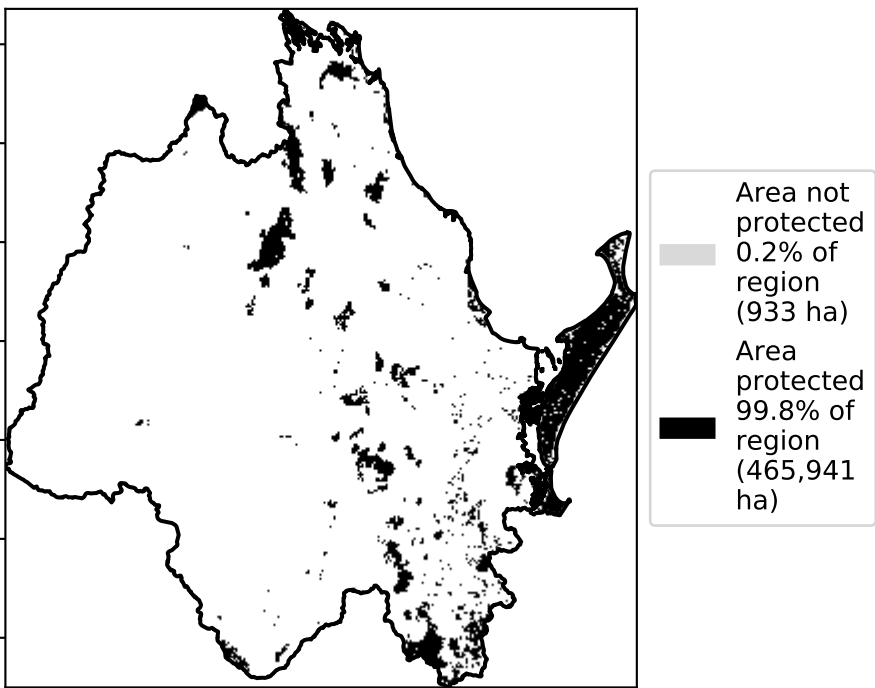 Area not
protected
0.2% of
region
(933 ha)
Area
protected
99.8% of
region
(465,941
ha)